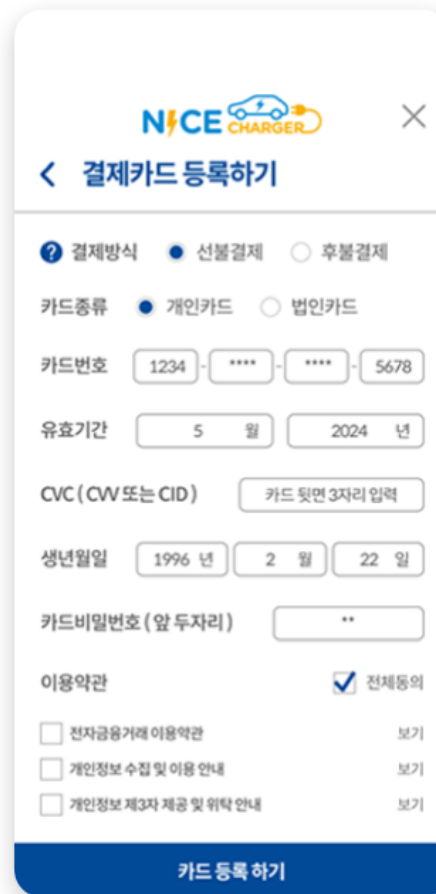 NICE CHARGER
결제카드 등록하기
? 결제방식 선불결제 후불결제
카드종류 개인카드 법인카드
카드번호 1234 - **** - **** - 5678
유효기간 5 월 2024 년
CVC ( CVV 또는 CID ) 카드 뒷면 3자리 입력
생년월일 1996 년 2 월 22 일
카드비밀번호 ( 앞 두자리 ) **
이용약관 전체동의
전자금융거래 이용약관 보기
개인정보 수집 및 이용 안내 보기
개인정보 제3자 제공 및 위탁 안내 보기
카드 등록 하기